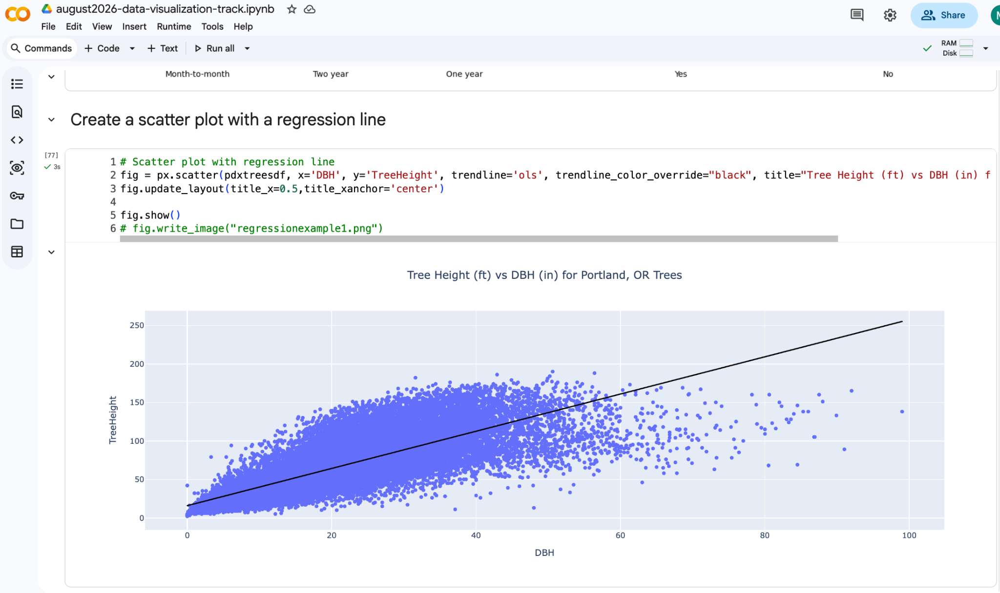 august2026-data-visualization-track.ipynb
File Edit View Insert Runtime Tools Help
Share
Commands + Code + Text Run all
RAM
Disk
Month-to-month Two year One year Yes No
Create a scatter plot with a regression line
[77]
3s
1 # Scatter plot with regression line
2 fig = px.scatter(pdxtreesdf, x='DBH', y='TreeHeight', trendline='ols', trendline_color_override="black", title="Tree Height (ft) vs DBH (in) f
3 fig.update_layout(title_x=0.5,title_xanchor='center')
4
5 fig.show()
6 # fig.write_image("regressionexample1.png")
Tree Height (ft) vs DBH (in) for Portland, OR Trees
TreeHeight
250
200
150
100
50
0
0 20 40 60 80 100
DBH